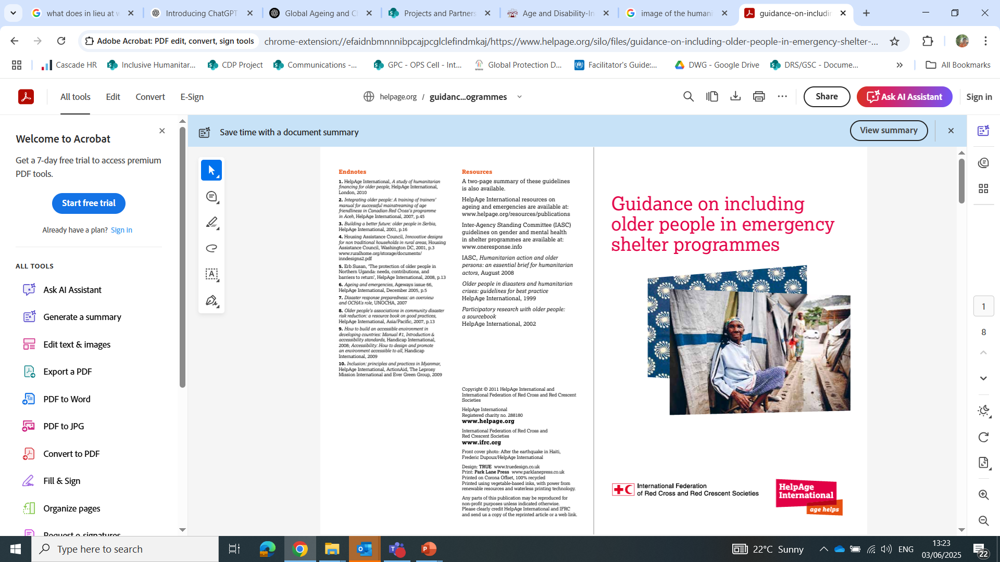 what does in lieu at w
Introducing ChatGPT
Global Ageing and C
Projects and Partners
Age and Disability-In
image of the humani
guidance-on-includin
Adobe Acrobat: PDF edit, convert, sign tools
chrome-extension://efaidnbmnnnibpcajpcglclefindmkaj/https://www.helpage.org/silo/files/guidance-on-including-older-people-in-emergency-shelter-...
Cascade HR
Inclusive Humanitar...
CDP Project
Communications -...
GPC - OPS Cell - Int...
Global Protection D...
Facilitator's Guide:...
DWG - Google Drive
DRS/GSC - Docume...
All Bookmarks
All tools
Edit
Convert
E-Sign
helpage.org / guidanc...ogrammes
Share
Ask AI Assistant
Sign in
Welcome to Acrobat
Get a 7-day free trial to access premium
PDF tools.
Start free trial
Already have a plan? Sign in
ALL TOOLS
Ask AI Assistant
Generate a summary
Edit text & images
Export a PDF
PDF to Word
PDF to JPG
Convert to PDF
Fill & Sign
Organize pages
Request e-signatures
Save time with a document summary
View summary
Endnotes
1. HelpAge International, A study of humanitarian
financing for older people, HelpAge International,
London, 2010
2. Integrating older people: A training of trainers'
manual for successful mainstreaming of age
friendliness in Canadian Red Cross's programme
in Aceh, HelpAge International, 2007, p.45
3. Building a better future: older people in Serbia,
HelpAge International, 2001, p.16
4. Housing Assistance Council, Innovative designs
for non traditional households in rural areas, Housing
Assistance Council, Washington DC, 2001, p.3
www.ruralhome.org/storage/documents/
inndesigns2.pdf
5. Erb Susan, 'The protection of older people in
Northern Uganda: needs, contributions, and
barriers to return', HelpAge International, 2008, p.13
6. Ageing and emergencies, Ageways issue 66,
HelpAge International, December 2005, p.5
7. Disaster response preparedness: an overview
and OCHA's role, UNOCHA, 2007
8. Older people's associations in community disaster
risk reduction: a resource book on good practices,
HelpAge International, Asia/Pacific, 2007, p.13
9. How to build an accessible environment in
developing countries: Manual #1, Introduction &
accessibility standards, Handicap International,
2008; Accessibility: How to design and promote
an environment accessible to all, Handicap
International, 2009
10. Inclusion: principles and practices in Myanmar,
HelpAge International, ActionAid, The Leprosy
Mission International and Ever Green Group, 2009
Resources
A two-page summary of these guidelines
is also available.
HelpAge International resources on
ageing and emergencies are available at:
www.helpage.org/resources/publications
Inter-Agency Standing Committee (IASC)
guidelines on gender and mental health
in shelter programmes are available at:
www.oneresponse.info
IASC, Humanitarian action and older
persons: an essential brief for humanitarian
actors, August 2008
Older people in disasters and humanitarian
crises: guidelines for best practice
HelpAge International, 1999
Participatory research with older people:
a sourcebook
HelpAge International, 2002
Copyright © 2011 HelpAge International and
International Federation of Red Cross and Red Crescent
Societies
HelpAge International
Registered charity no. 288180
www.helpage.org
International Federation of Red Cross and
Red Crescent Societies
www.ifrc.org
Front cover photo: After the earthquake in Haiti,
Frederic Dupoux/HelpAge International
Design: TRUE www.truedesign.co.uk
Print: Park Lane Press www.parklanepress.co.uk
Printed on Corona Offset, 100% recycled
Printed using vegetable-based inks, with power from
renewable resources and waterless printing technology.
Any parts of this publication may be reproduced for
non-profit purposes unless indicated otherwise.
Please clearly credit HelpAge International and IFRC
and send us a copy of the reprinted article or a web link.
Guidance on including
older people in emergency
shelter programmes
International Federation
of Red Cross and Red Crescent Societies
HelpAge
International
age helps
1
8
Type here to search
22°C Sunny
ENG
13:23
03/06/2025
22